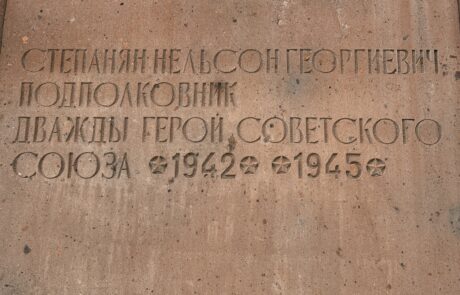 СТЕПАНЯН НЕЛЬСОН ГЕОРГИЕВИЧ
ПОДПОЛКОВНИК
ДВАЖДЫ ГЕРОЙ СОВЕТСКОГО
СОЮЗА ★1942★ ★1945★